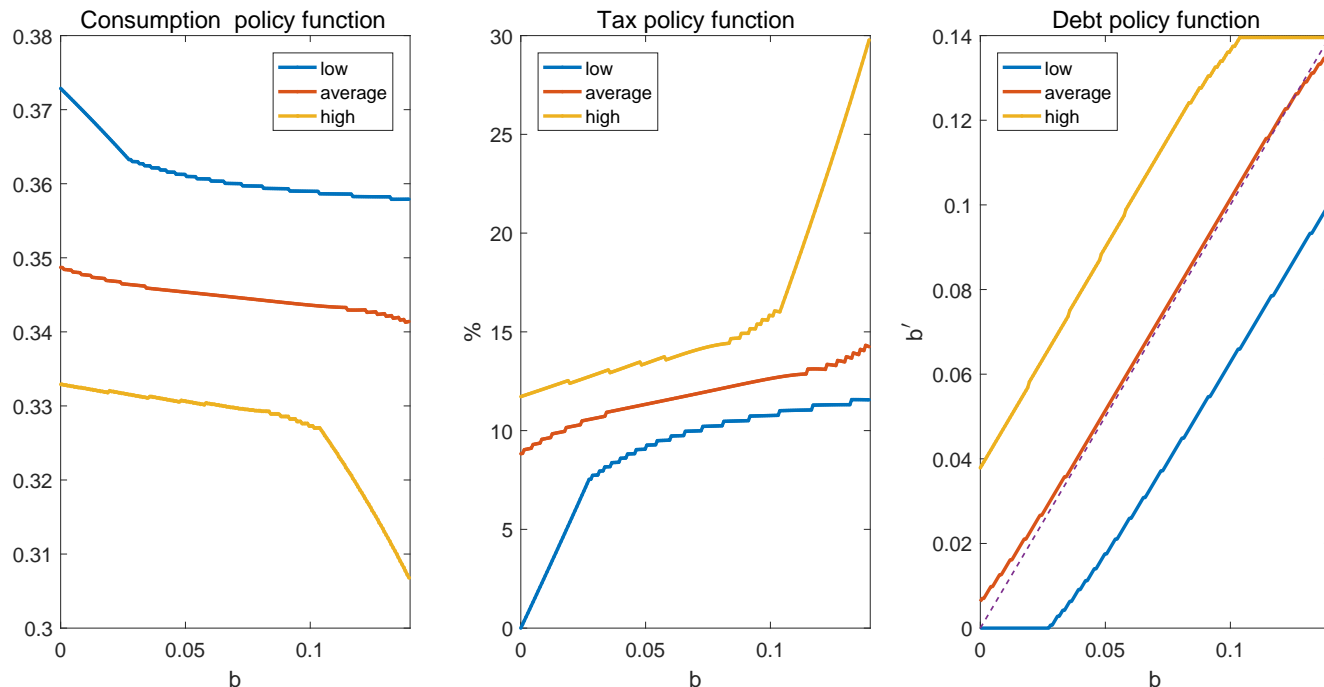 Consumption  policy function
0.38
0.37
0.36
0.35
0.34
0.33
0.32
0.31
0.3
0
0.05
0.1
b
low
average
high
Tax policy function
%
30
25
20
15
10
5
0
0
0.05
0.1
b
low
average
high
Debt policy function
b′
0.14
0.12
0.1
0.08
0.06
0.04
0.02
0
0
0.05
0.1
b
low
average
high